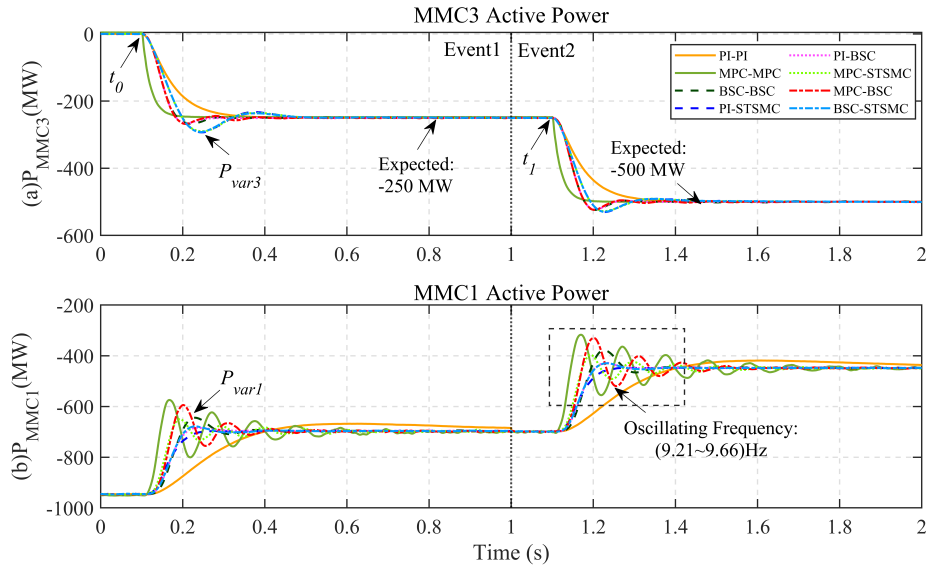 MMC3 Active Power
(a)P_MMC3(MW)
0
-200
-400
-600
t_0
P_var3
Expected:
-250 MW
Event1
Event2
t_1
Expected:
-500 MW
PI-PI
MPC-MPC
BSC-BSC
PI-STSMC
PI-BSC
MPC-STSMC
MPC-BSC
BSC-STSMC
0 0.2 0.4 0.6 0.8 1 1.2 1.4 1.6 1.8 2
MMC1 Active Power
(b)P_MMC1(MW)
-200
-400
-600
-800
-1000
P_var1
Oscillating Frequency:
(9.21~9.66)Hz
0 0.2 0.4 0.6 0.8 1 1.2 1.4 1.6 1.8 2
Time (s)